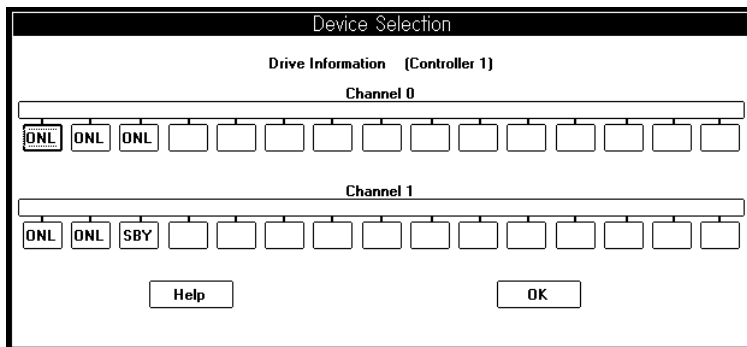 Device Selection
Drive Information (Controller 1)
Channel 0
ONL ONL ONL
Channel 1
ONL ONL SBY
Help OK